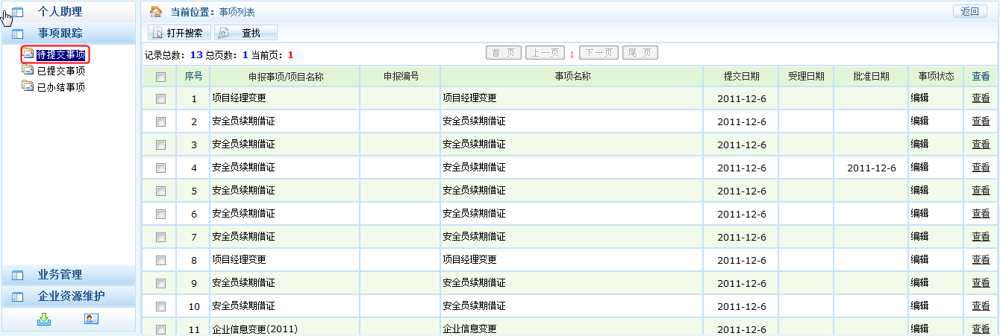 个人助理
事项跟踪
待提交事项
已提交事项
已办结事项
业务管理
企业资源维护
当前位置：事项列表 返回
打开搜索 查找
记录总数：13 总页数：1 当前页：1 首 页 上一页 ¦ 下一页 尾 页
序号 申报事项/项目名称 申报编号 事项名称 提交日期 受理日期 批准日期 事项状态 查看
1 项目经理变更 项目经理变更 2011-12-6 编辑 查看
2 安全员续期借证 安全员续期借证 2011-12-6 编辑 查看
3 安全员续期借证 安全员续期借证 2011-12-6 编辑 查看
4 安全员续期借证 安全员续期借证 2011-12-6 2011-12-6 编辑 查看
5 安全员续期借证 安全员续期借证 2011-12-6 编辑 查看
6 安全员续期借证 安全员续期借证 2011-12-6 编辑 查看
7 安全员续期借证 安全员续期借证 2011-12-6 编辑 查看
8 项目经理变更 项目经理变更 2011-12-6 编辑 查看
9 安全员续期借证 安全员续期借证 2011-12-6 编辑 查看
10 安全员续期借证 安全员续期借证 2011-12-6 编辑 查看
11 企业信息变更(2011) 企业信息变更 2011-12-6 编辑 查看